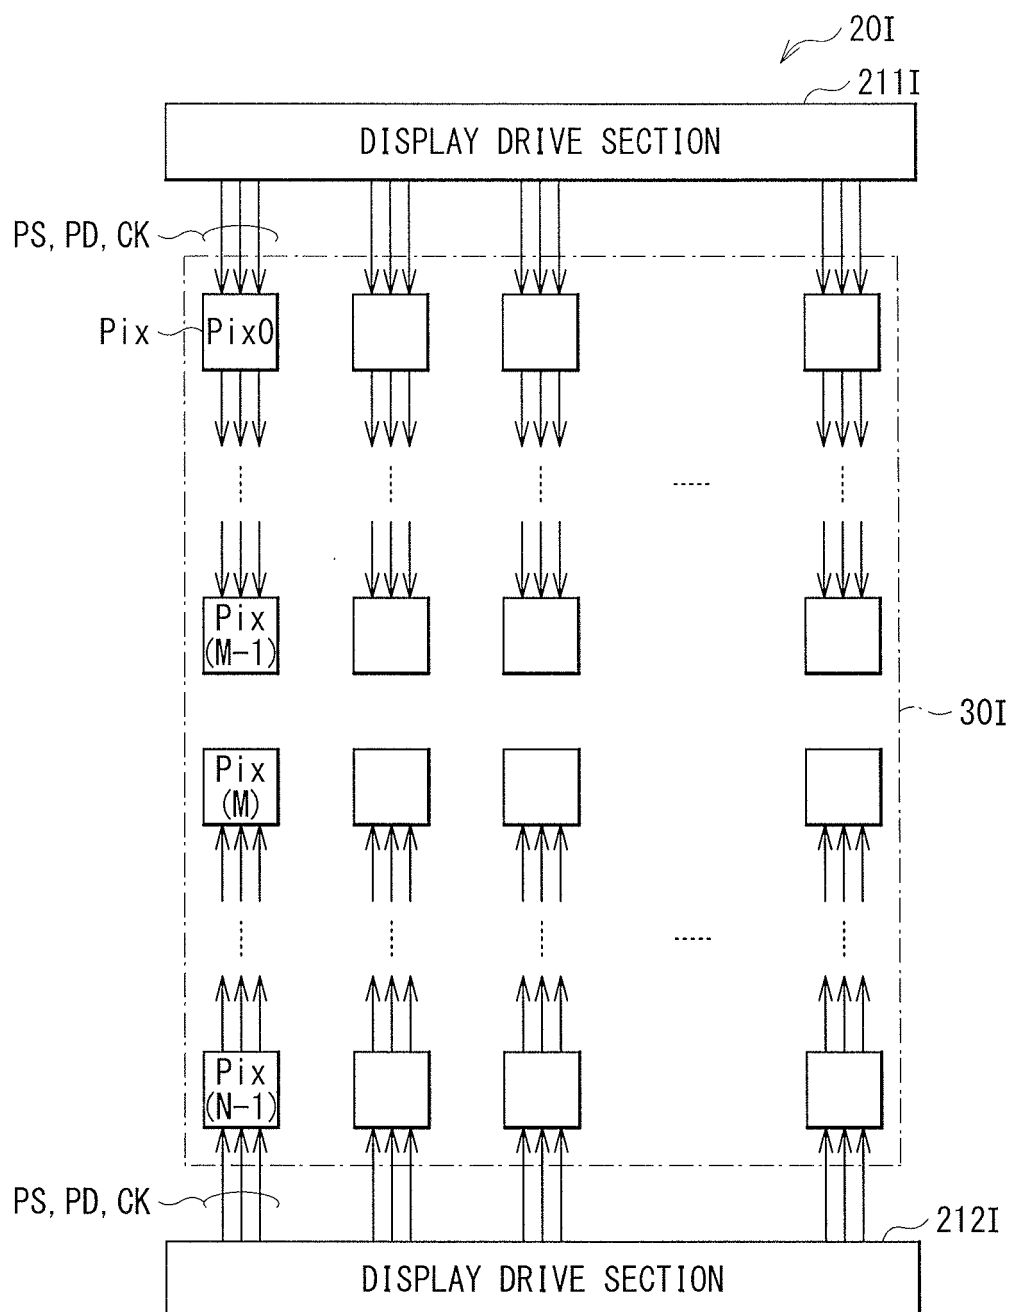 20I
211I
DISPLAY DRIVE SECTION
PS, PD, CK
Pix
Pix0
Pix
(M-1)
30I
Pix
(M)
Pix
(N-1)
PS, PD, CK
212I
DISPLAY DRIVE SECTION